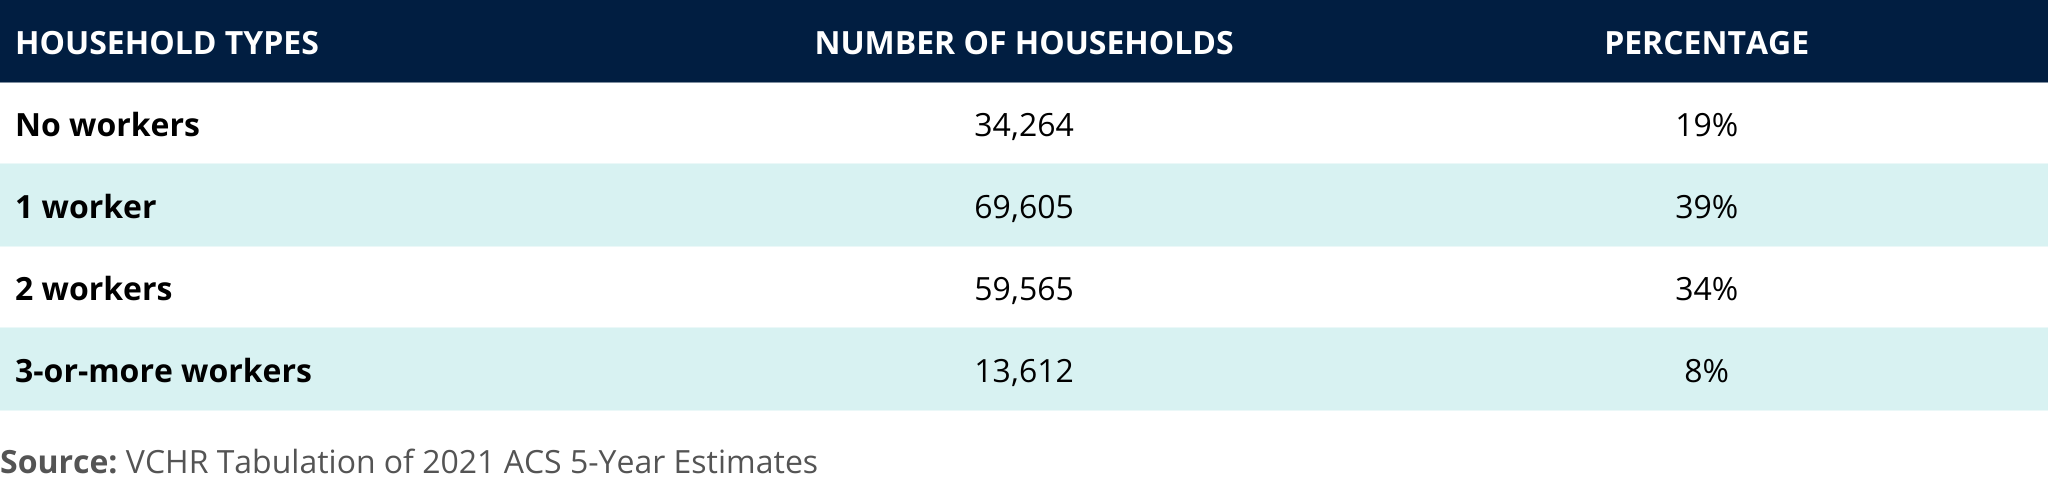 HOUSEHOLD TYPES NUMBER OF HOUSEHOLDS PERCENTAGE
No workers 34,264 19%
1 worker 69,605 39%
2 workers 59,565 34%
3-or-more workers 13,612 8%
Source: VCHR Tabulation of 2021 ACS 5-Year Estimates